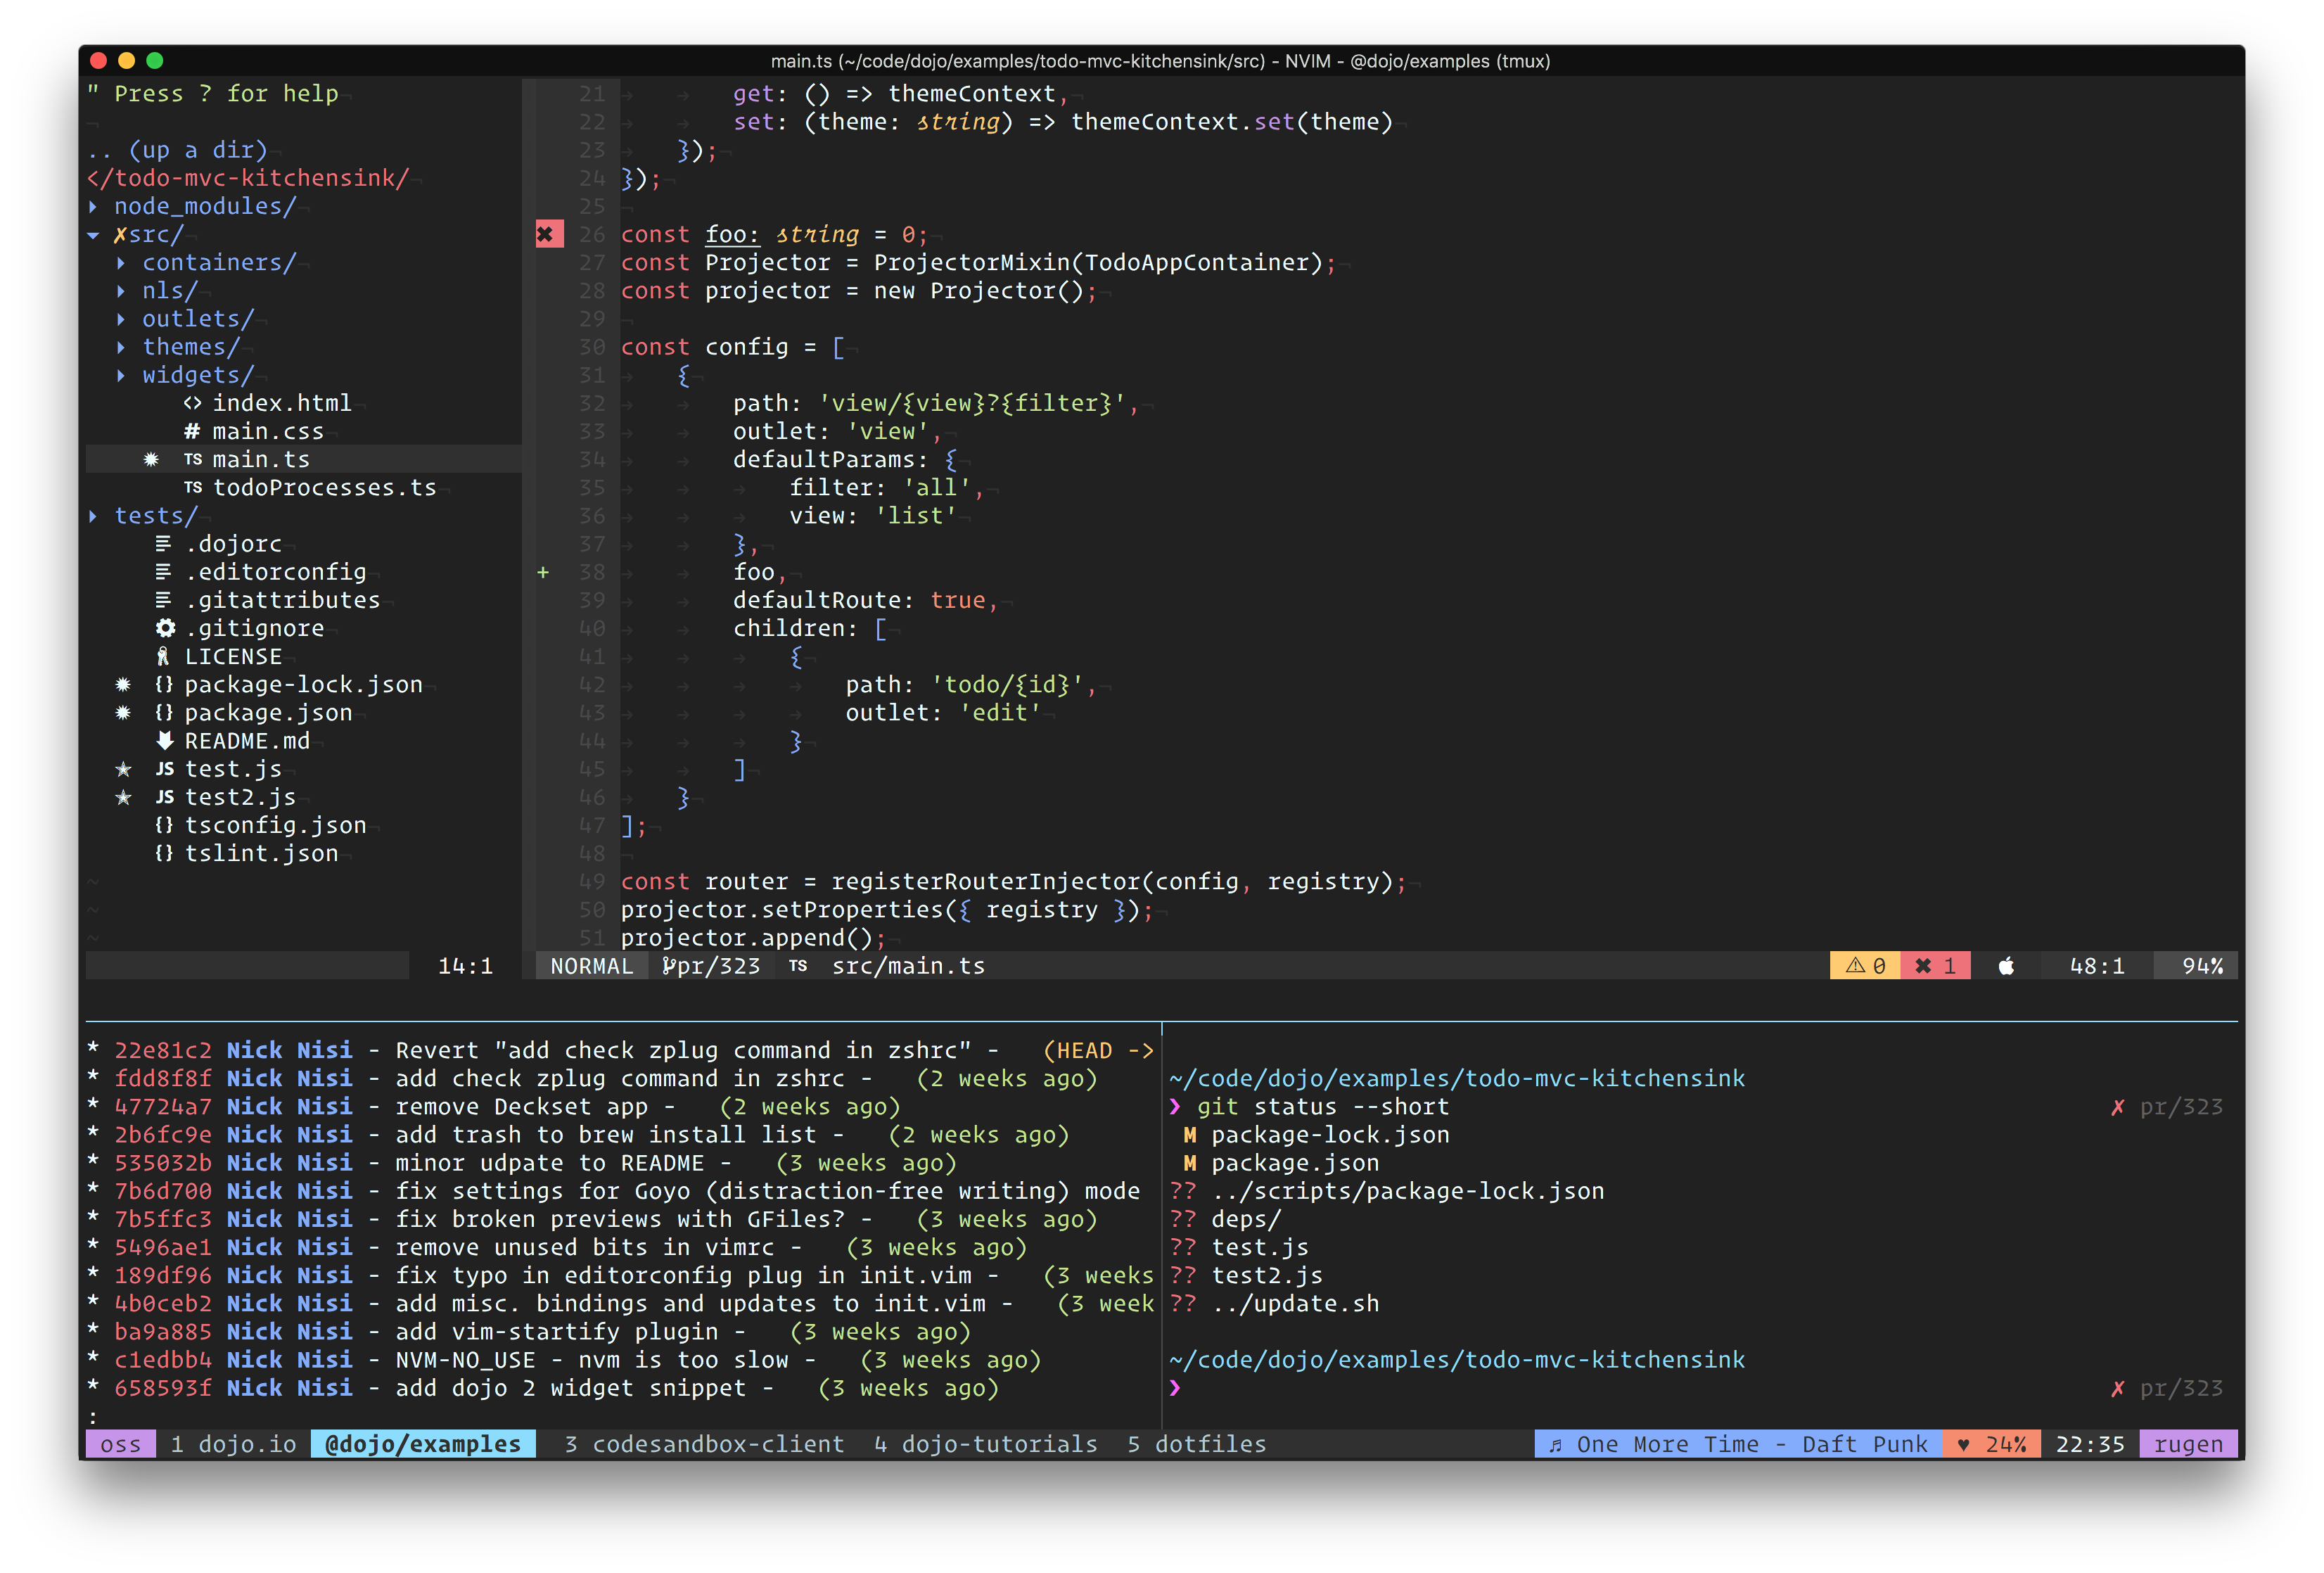 main.ts (~/code/dojo/examples/todo-mvc-kitchensink/src) - NVIM - @dojo/examples (tmux)
" Press ? for help
.. (up a dir)
</todo-mvc-kitchensink/
▸ node_modules/
▾ ✗src/
▸ containers/
▸ nls/
▸ outlets/
▸ themes/
▸ widgets/
<> index.html
# main.css
✹ TS main.ts
TS todoProcesses.ts
▸ tests/
.dojorc
.editorconfig
.gitattributes
.gitignore
LICENSE
✹ {} package-lock.json
✹ {} package.json
README.md
✭ JS test.js
✭ JS test2.js
{} tsconfig.json
{} tslint.json
~
~
~
14:1
21 get: () => themeContext,
22 set: (theme: string) => themeContext.set(theme)
23 });
24 });
25
✖ 26 const foo: string = 0;
27 const Projector = ProjectorMixin(TodoAppContainer);
28 const projector = new Projector();
29
30 const config = [
31 {
32 path: 'view/{view}?{filter}',
33 outlet: 'view',
34 defaultParams: {
35 filter: 'all',
36 view: 'list'
37 },
+ 38 foo,
39 defaultRoute: true,
40 children: [
41 {
42 path: 'todo/{id}',
43 outlet: 'edit'
44 }
45 ]
46 }
47 ];
48
49 const router = registerRouterInjector(config, registry);
50 projector.setProperties({ registry });
51 projector.append();
NORMAL pr/323 TS src/main.ts ⚠ 0 ✖ 1 48:1 94%
* 22e81c2 Nick Nisi - Revert "add check zplug command in zshrc" - (HEAD ->
* fdd8f8f Nick Nisi - add check zplug command in zshrc - (2 weeks ago)
* 47724a7 Nick Nisi - remove Deckset app - (2 weeks ago)
* 2b6fc9e Nick Nisi - add trash to brew install list - (2 weeks ago)
* 535032b Nick Nisi - minor udpate to README - (3 weeks ago)
* 7b6d700 Nick Nisi - fix settings for Goyo (distraction-free writing) mode
* 7b5ffc3 Nick Nisi - fix broken previews with GFiles? - (3 weeks ago)
* 5496ae1 Nick Nisi - remove unused bits in vimrc - (3 weeks ago)
* 189df96 Nick Nisi - fix typo in editorconfig plug in init.vim - (3 weeks
* 4b0ceb2 Nick Nisi - add misc. bindings and updates to init.vim - (3 week
* ba9a885 Nick Nisi - add vim-startify plugin - (3 weeks ago)
* c1edbb4 Nick Nisi - NVM-NO_USE - nvm is too slow - (3 weeks ago)
* 658593f Nick Nisi - add dojo 2 widget snippet - (3 weeks ago)
:
~/code/dojo/examples/todo-mvc-kitchensink
❯ git status --short ✗ pr/323
M package-lock.json
M package.json
?? ../scripts/package-lock.json
?? deps/
?? test.js
?? test2.js
?? ../update.sh
~/code/dojo/examples/todo-mvc-kitchensink
❯ ✗ pr/323
oss 1 dojo.io @dojo/examples 3 codesandbox-client 4 dojo-tutorials 5 dotfiles ♬ One More Time - Daft Punk ♥ 24% 22:35 rugen